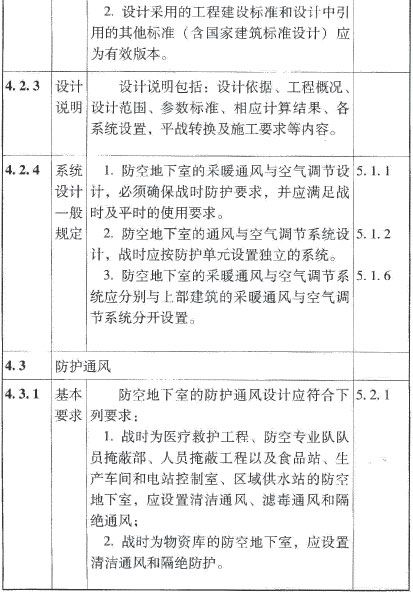 2. 设计采用的工程建设标准和设计中引
用的其他标准（含国家建筑标准设计）应
为有效版本。
4.2.3 设计 设计说明包括：设计依据、工程概况、
说明 设计范围、参数标准、相应计算结果、各
系统设置，平战转换及施工要求等内容。
4.2.4 系统 1. 防空地下室的采暖通风与空气调节设 5.1.1
设计 计，必须确保战时防护要求，并应满足战
一般 时及平时的使用要求。
规定 2. 防空地下室的通风与空气调节系统设 5.1.2
计，战时应按防护单元设置独立的系统。
3. 防空地下室的采暖通风与空气调节系 5.1.6
统应分别与上部建筑的采暖通风与空气调
节系统分开设置。
4.3 防护通风
4.3.1 基本 防空地下室的防护通风设计应符合下 5.2.1
要求 列要求：
1. 战时为医疗救护工程、防空专业队队
员掩蔽部、人员掩蔽工程以及食品站、生
产车间和电站控制室、区域供水站的防空
地下室，应设置清洁通风、滤毒通风和隔
绝通风；
2. 战时为物资库的防空地下室，应设置
清洁通风和隔绝防护。